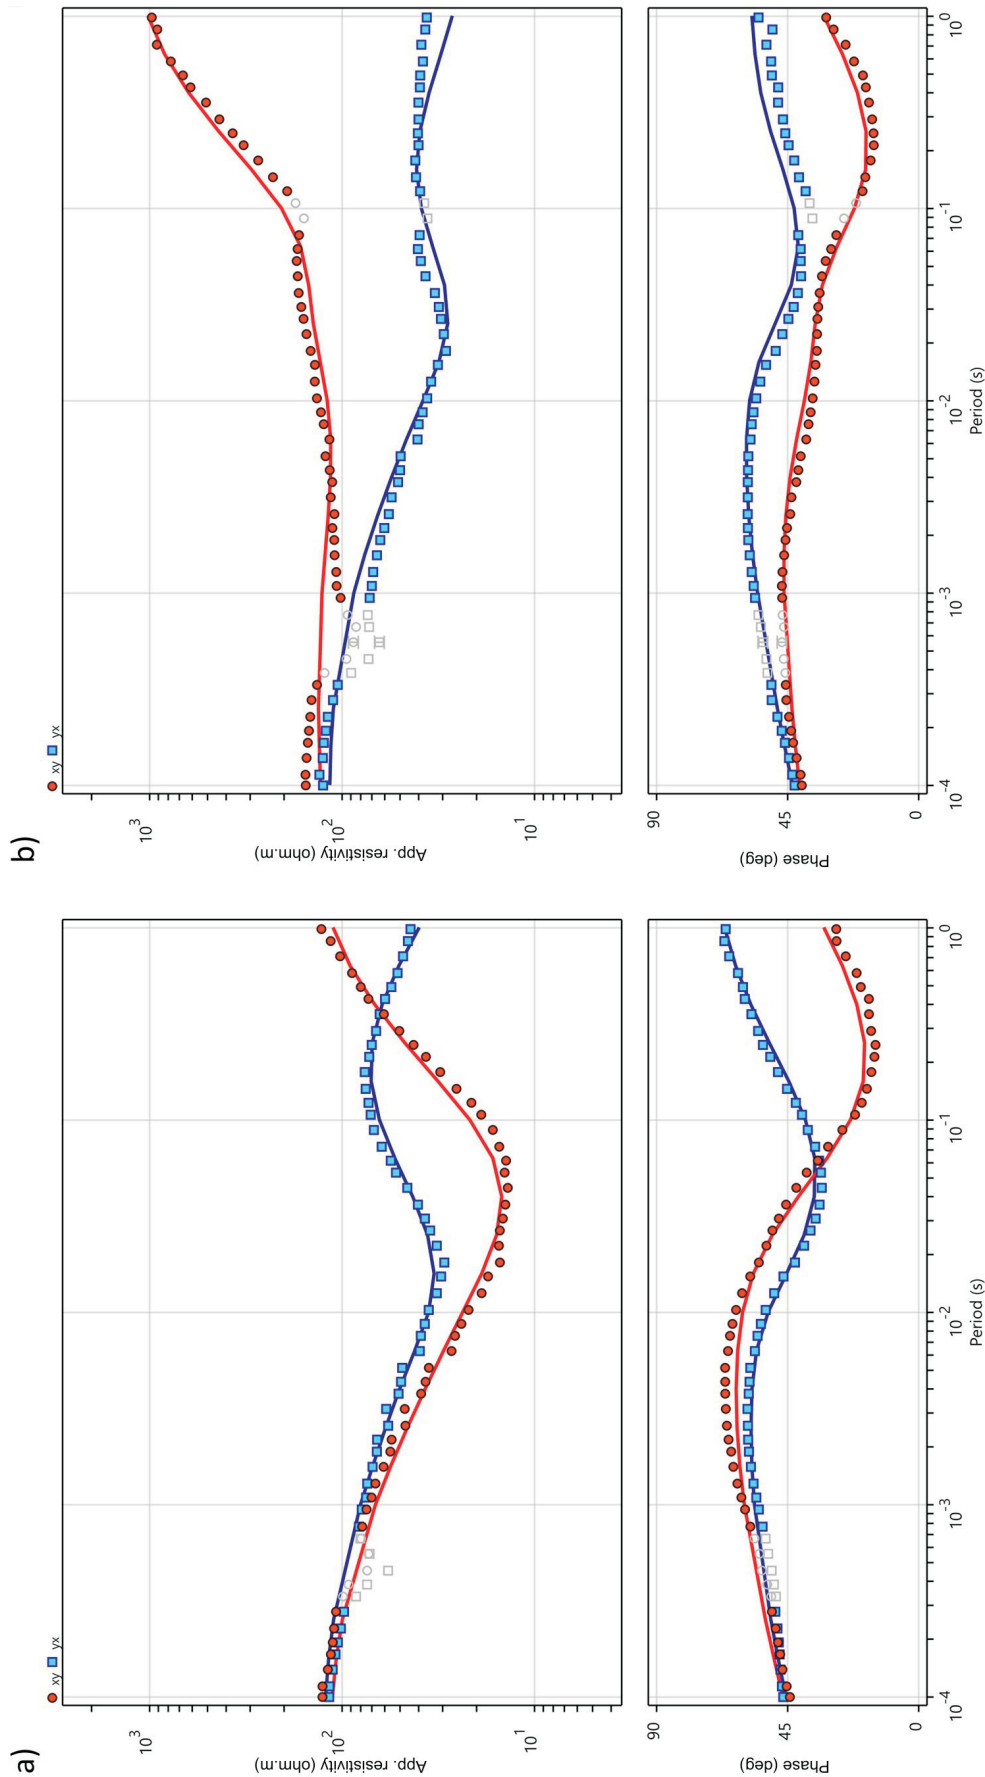 a)
xy yx
10³
10²
10¹
App. resistivity (ohm.m)
90
45
0
Phase (deg)
10⁻⁴ 10⁻³ 10⁻² 10⁻¹ 10⁰
Period (s)
b)
xy yx
10³
10²
10¹
App. resistivity (ohm.m)
90
45
0
Phase (deg)
10⁻⁴ 10⁻³ 10⁻² 10⁻¹ 10⁰
Period (s)